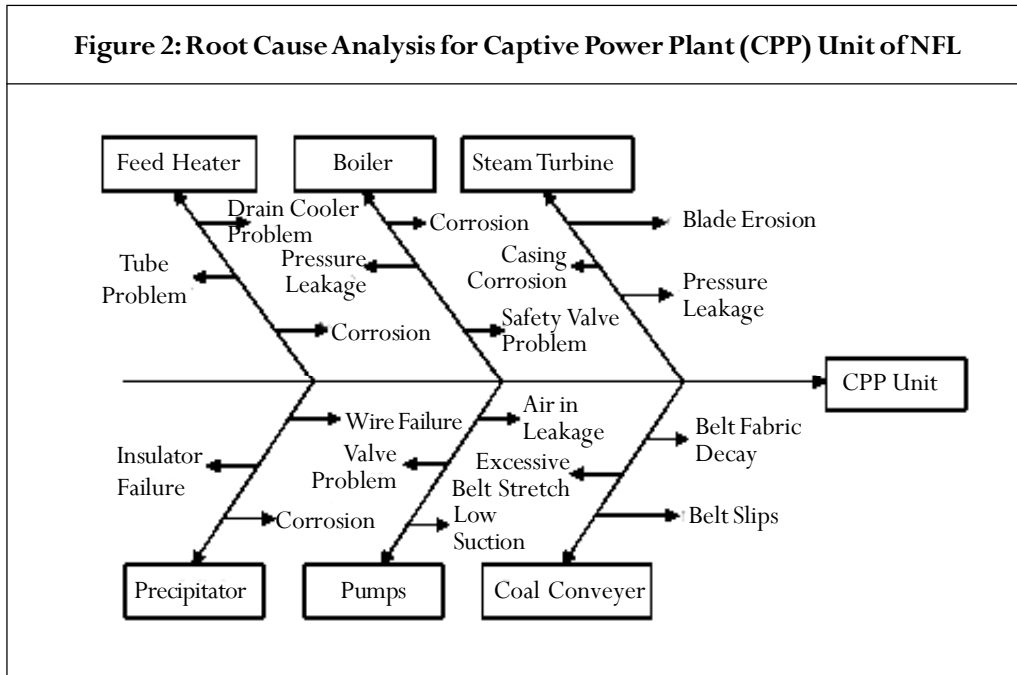 Figure 2: Root Cause Analysis for Captive Power Plant (CPP) Unit of NFL
Feed Heater
Boiler
Steam Turbine
Drain Cooler
Problem
Tube
Problem
Corrosion
Corrosion
Pressure
Leakage
Safety Valve
Problem
Blade Erosion
Casing
Corrosion
Pressure
Leakage
CPP Unit
Wire Failure
Insulator
Failure
Corrosion
Air in
Leakage
Valve
Problem
Low
Suction
Belt Fabric
Decay
Excessive
Belt Stretch
Belt Slips
Precipitator
Pumps
Coal Conveyer